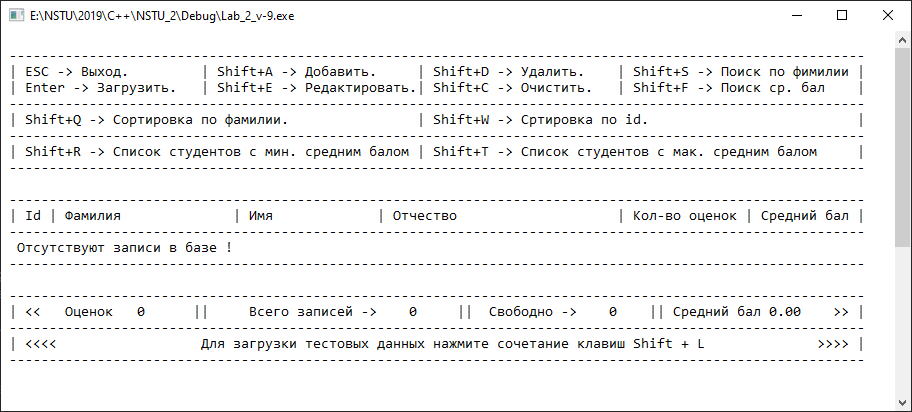 E:\NSTU\2019\C++\NSTU_2\Debug\Lab_2_v-9.exe
| ESC -> Выход. | Shift+A -> Добавить. | Shift+D -> Удалить. | Shift+S -> Поиск по фимилии |
| Enter -> Загрузить. | Shift+E -> Редактировать.| Shift+C -> Очистить. | Shift+F -> Поиск ср. бал |
| Shift+Q -> Сортировка по фамилии. | Shift+W -> Сртировка по id. |
| Shift+R -> Список студентов с мин. средним балом | Shift+T -> Список студентов с мак. средним балом |
| Id | Фамилия | Имя | Отчество | Кол-во оценок | Средний бал |
Отсутствуют записи в базе !
| << Оценок 0 || Всего записей -> 0 || Свободно -> 0 || Средний бал 0.00 >> |
| <<<< Для загрузки тестовых данных нажмите сочетание клавиш Shift + L >>>> |